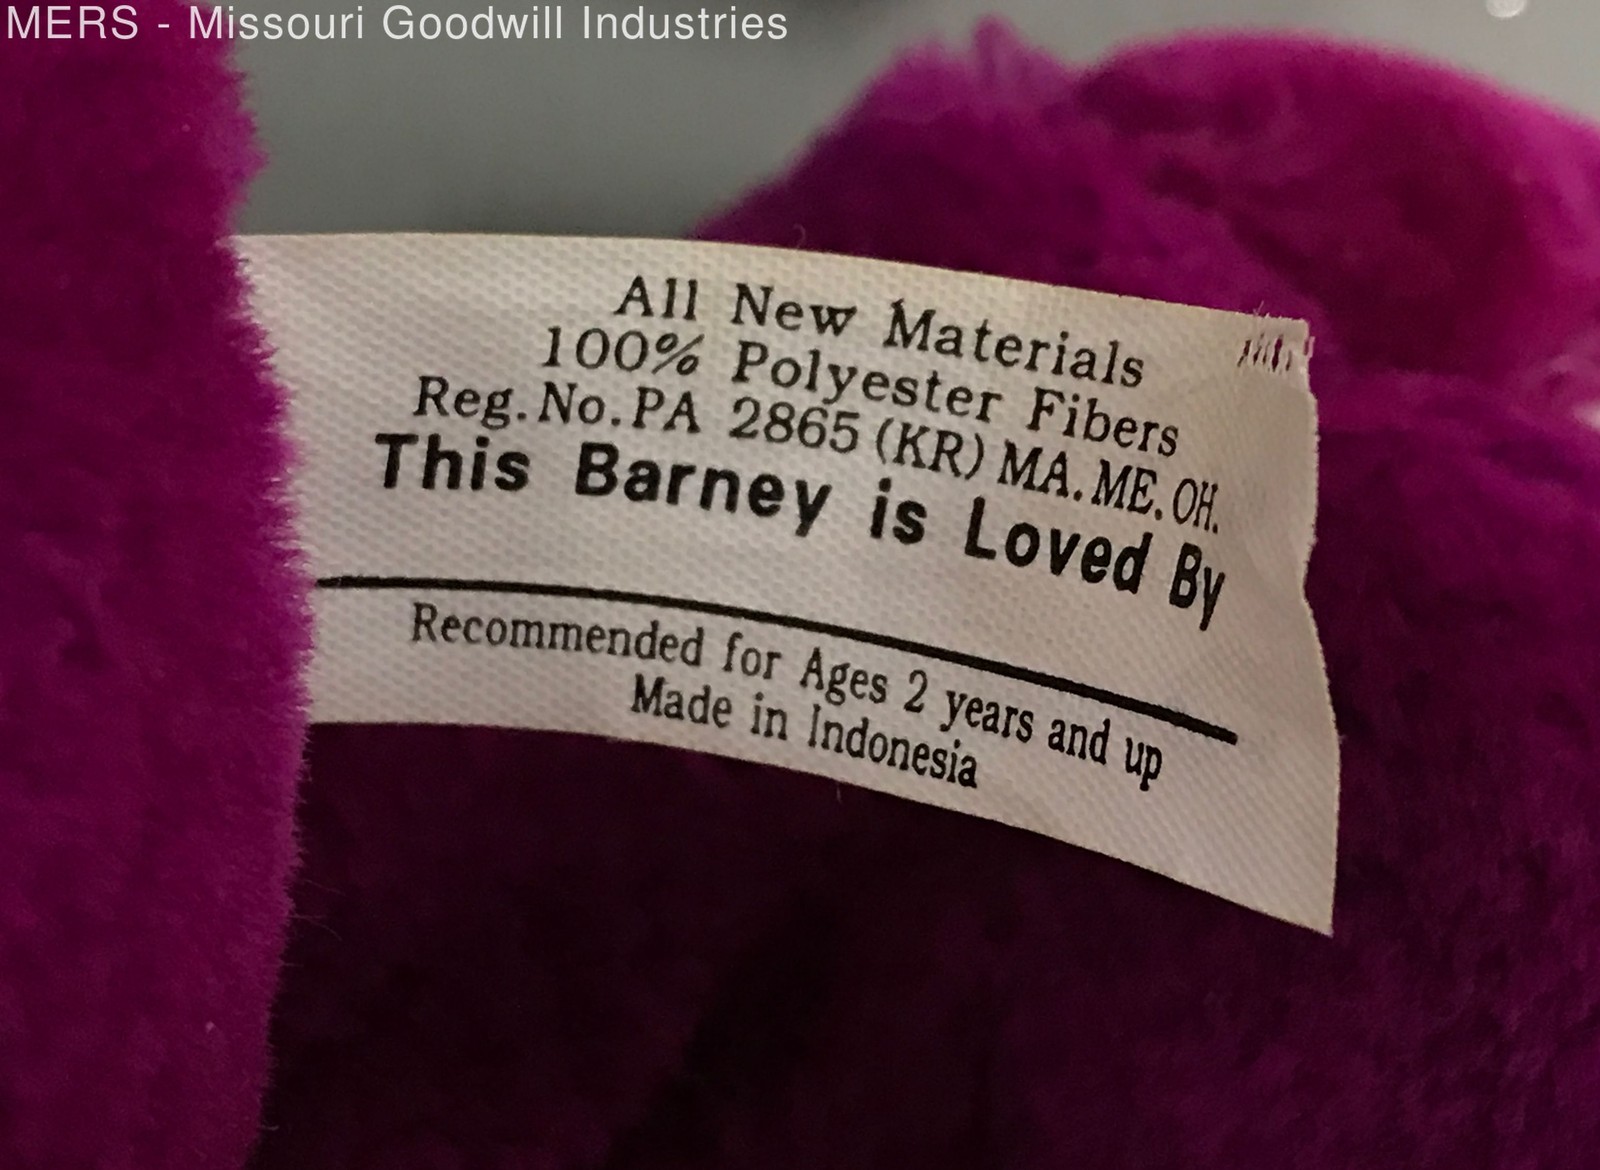 MERS - Missouri Goodwill Industries
All New Materials
100% Polyester Fibers
Reg. No. PA 2865 (KR) MA. ME. OH.
This Barney is Loved By
Recommended for Ages 2 years and up
Made in Indonesia